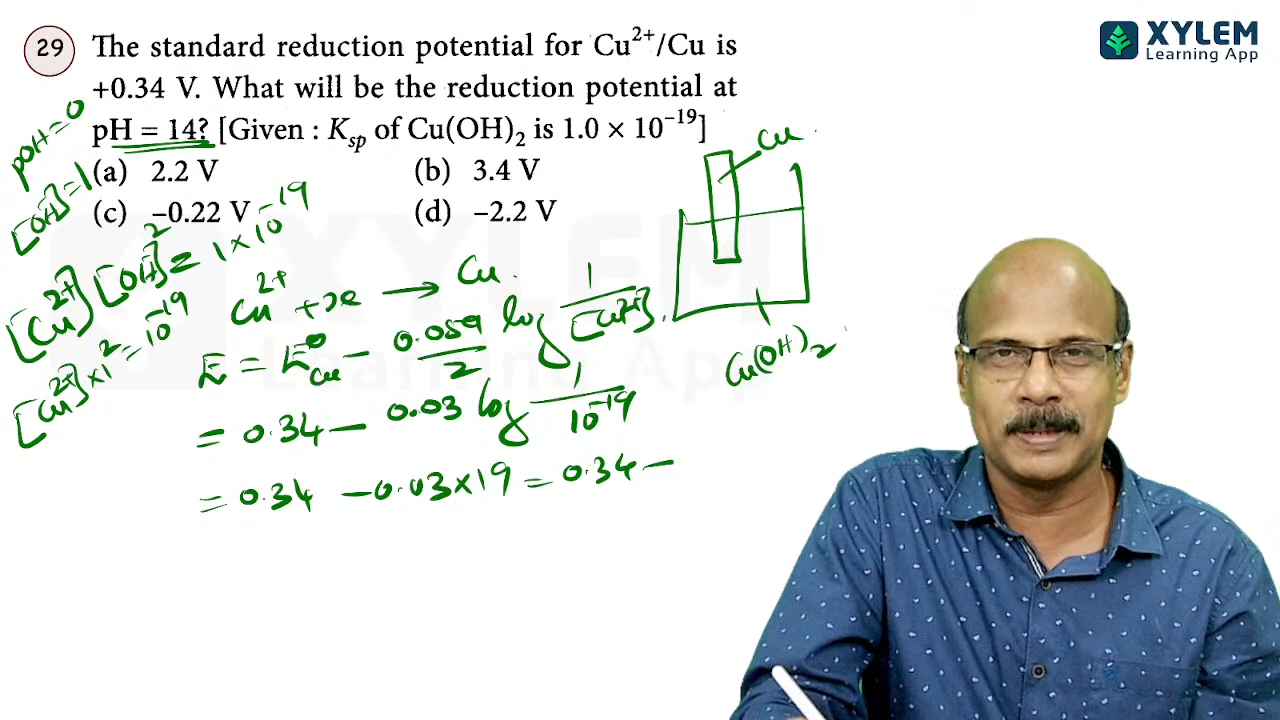 29 The standard reduction potential for Cu²⁺/Cu is
+0.34 V. What will be the reduction potential at
pH = 14? [Given : Kₛₚ of Cu(OH)₂ is 1.0 × 10⁻¹⁹]
(a) 2.2 V (b) 3.4 V
(c) –0.22 V (d) –2.2 V
XYLEM
Learning App
pOH = 0
[OH⁻] = 1
[Cu²⁺][OH⁻]² = 1 × 10⁻¹⁹
[Cu²⁺] × 1² = 10⁻¹⁹
Cu²⁺ + 2e → Cu
E = E⁰Cu – 0.059/2 log 1/[Cu²⁺]
= 0.34 – 0.03 log 1/10⁻¹⁹
= 0.34 – 0.03 × 19 = 0.34 –
Cu
Cu(OH)₂
XYLEM
Learning App